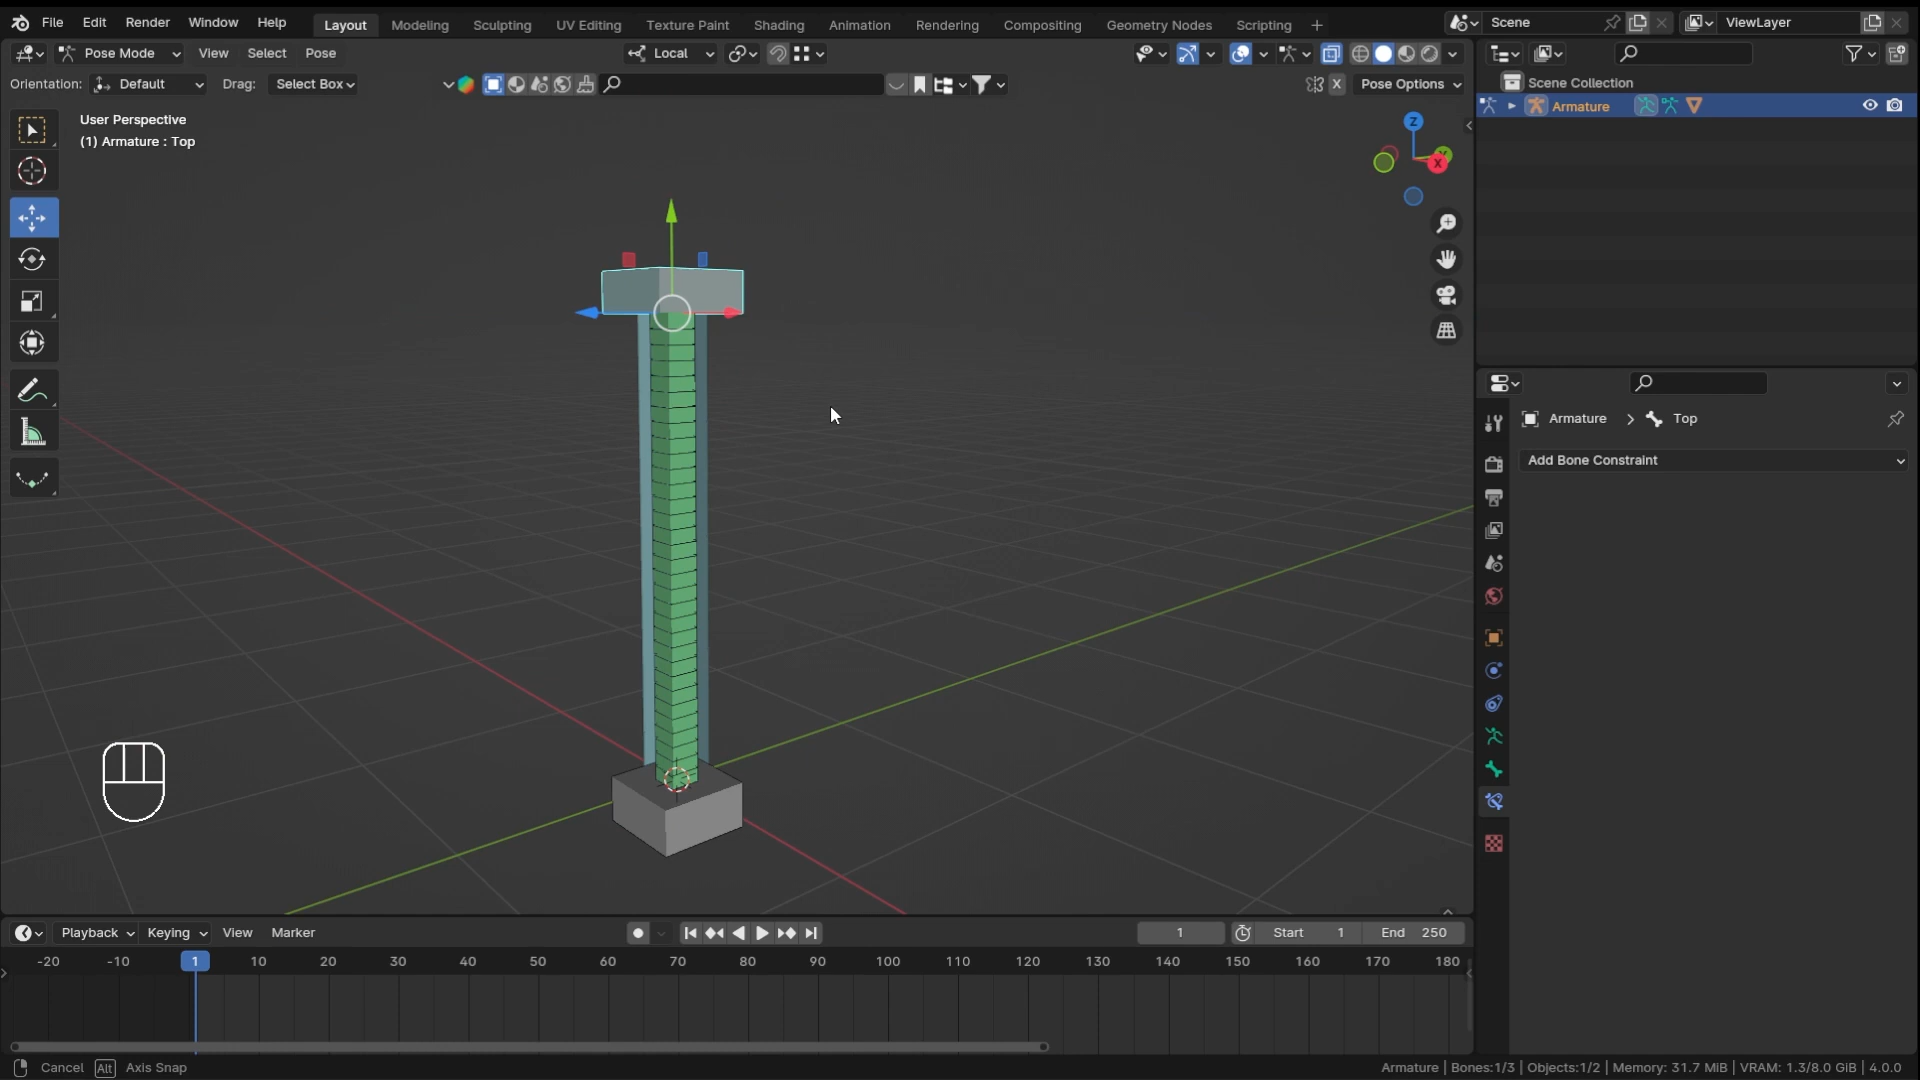 File Edit Render Window Help Layout Modeling Sculpting UV Editing Texture Paint Shading Animation Rendering Compositing Geometry Nodes Scripting + Scene ViewLayer
Pose Mode View Select Pose Local
Orientation: Default Drag: Select Box X Pose Options
Scene Collection
Armature
User Perspective
(1) Armature : Top
Z
Y
X
Armature > Top
Add Bone Constraint
Playback Keying View Marker 1 Start 1 End 250
-20 -10 1 10 20 30 40 50 60 70 80 90 100 110 120 130 140 150 160 170 180
Cancel Alt Axis Snap Armature | Bones:1/3 | Objects:1/2 | Memory: 31.7 MiB | VRAM: 1.3/8.0 GiB | 4.0.0